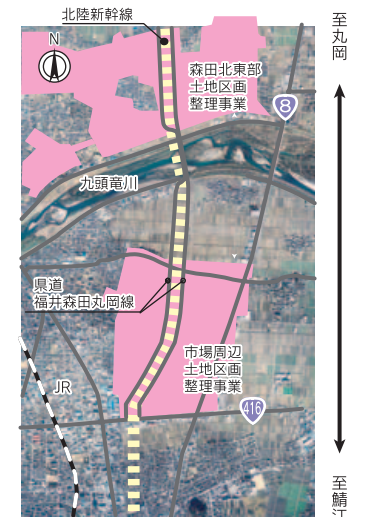 北陸新幹線
至丸岡
N
森田北東部
土地区画
整理事業
8
九頭竜川
県道
福井森田丸岡線
市場周辺
土地区画
整理事業
JR
416
至鯖江